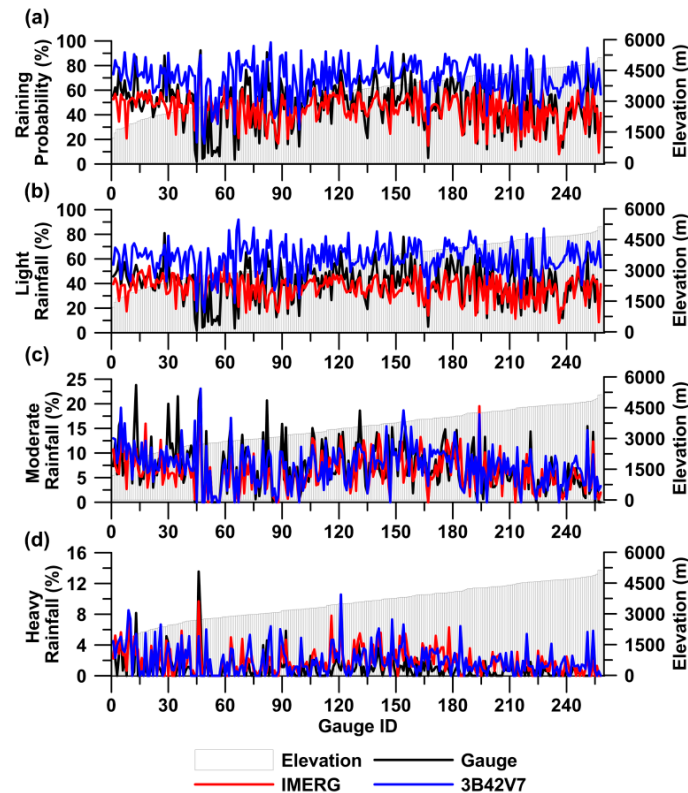 (a)
Raining
Probability (%)
100
80
60
40
20
0
6000
4500
3000
1500
0
Elevation (m)
0 30 60 90 120 150 180 210 240
(b)
Light
Rainfall (%)
100
80
60
40
20
0
6000
4500
3000
1500
0
Elevation (m)
0 30 60 90 120 150 180 210 240
(c)
Moderate
Rainfall (%)
25
20
15
10
5
0
6000
4500
3000
1500
0
Elevation (m)
0 30 60 90 120 150 180 210 240
(d)
Heavy
Rainfall (%)
16
12
8
4
0
6000
4500
3000
1500
0
Elevation (m)
0 30 60 90 120 150 180 210 240
Gauge ID
Elevation Gauge
IMERG 3B42V7